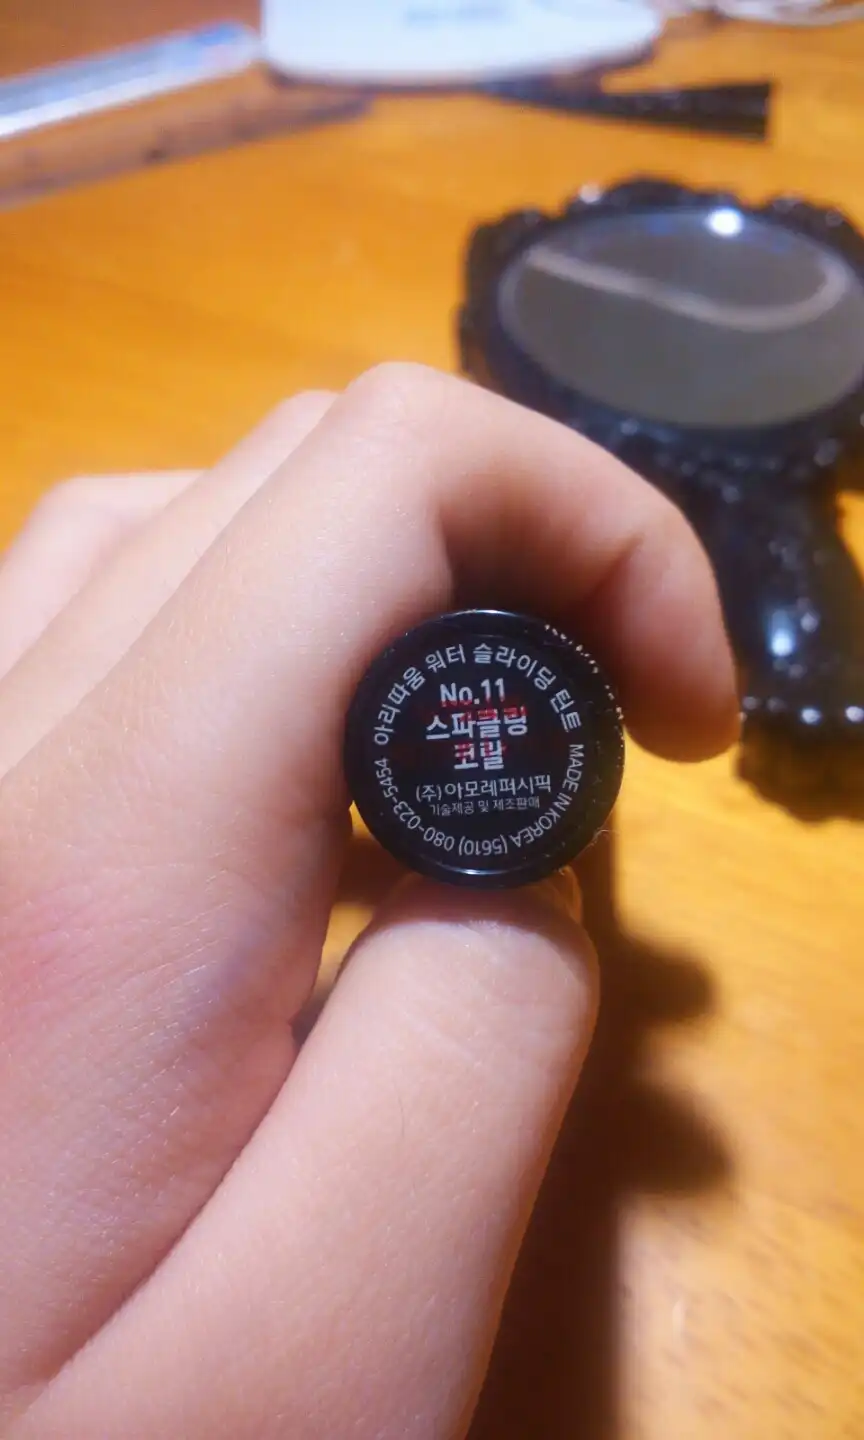 아리따움 워터 슬라이딩 틴트
No.11
스파클링
코랄
(주)아모레퍼시픽
기술제공 및 제조판매
MADE IN KOREA (5610) 080-023-5454